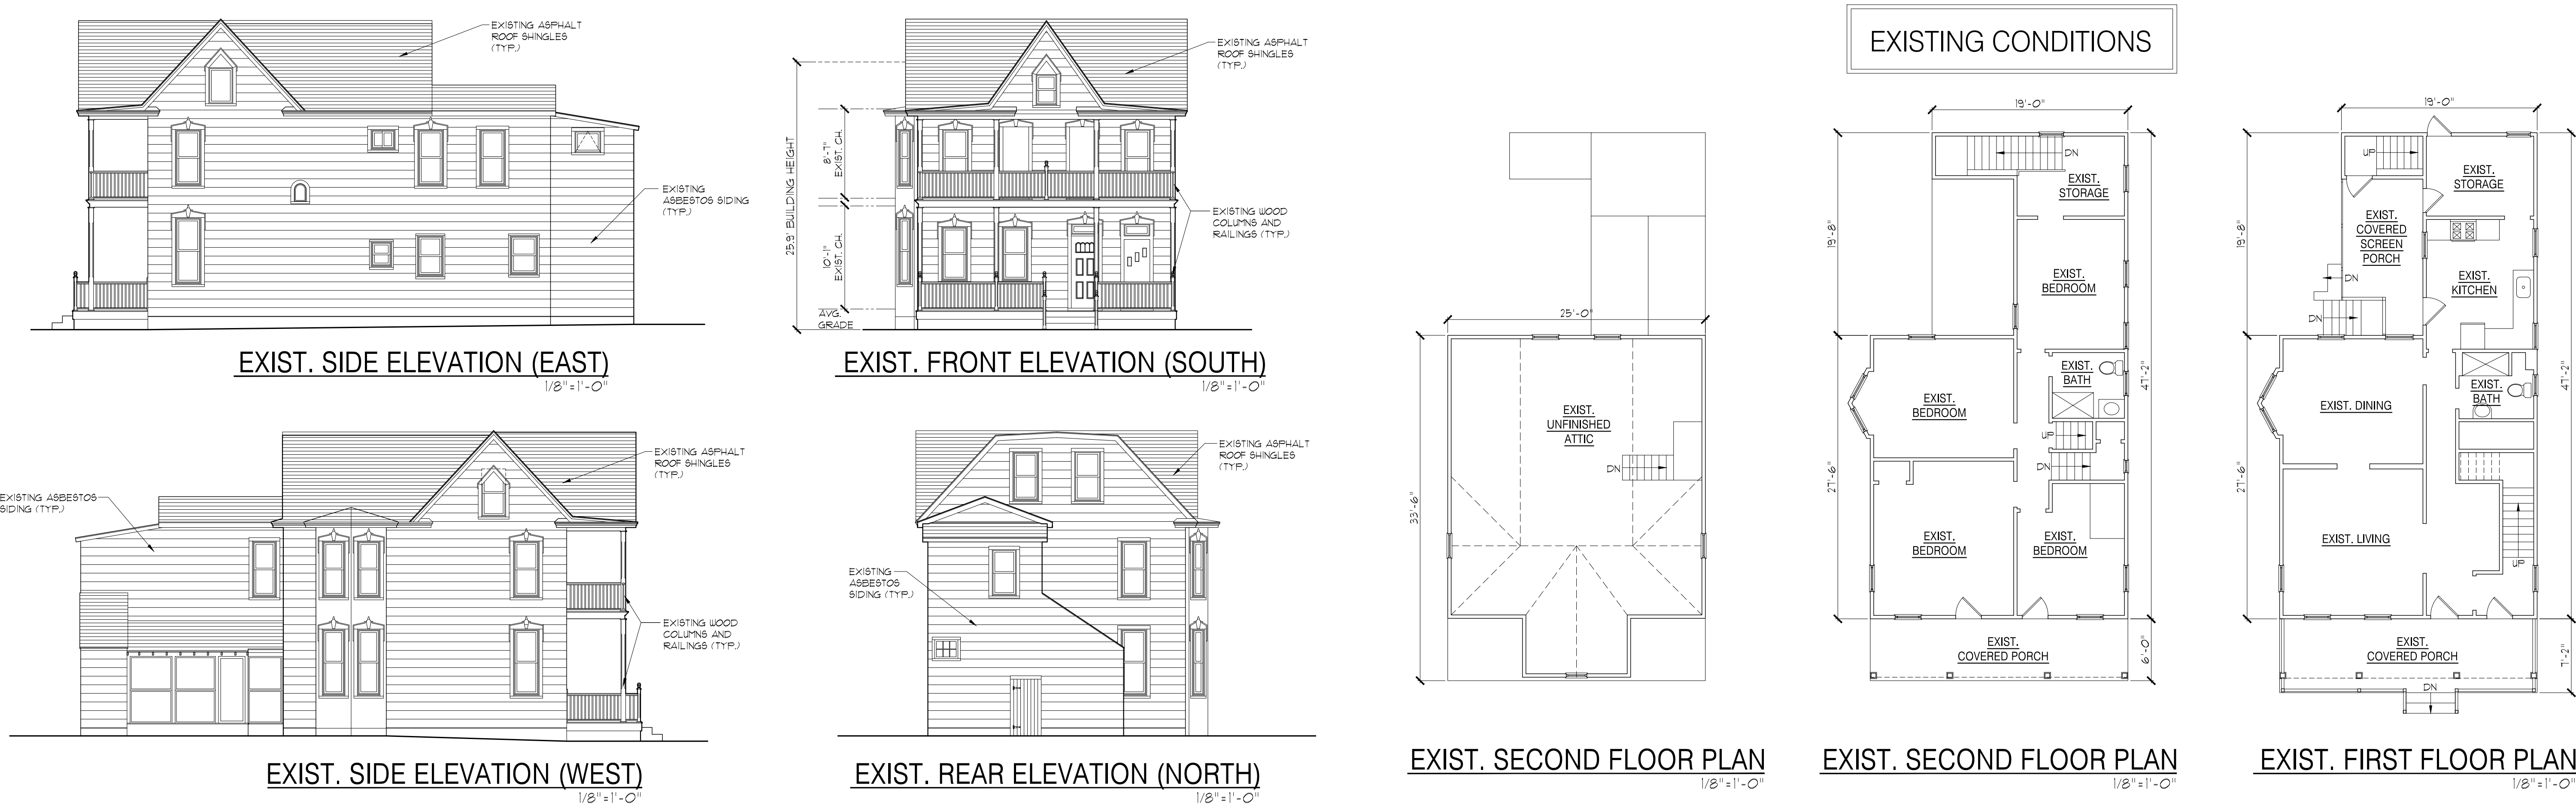 EXISTING CONDITIONS
EXISTING ASPHALT
ROOF SHINGLES
(TYP.)
EXISTING
ASBESTOS SIDING
(TYP.)
EXIST. SIDE ELEVATION (EAST)
1/8"=1'-0"
EXISTING ASPHALT
ROOF SHINGLES
(TYP.)
25.9' BUILDING HEIGHT
8'-7"
EXIST. CH.
10'-1"
EXIST. CH.
AVG.
GRADE
EXISTING WOOD
COLUMNS AND
RAILINGS (TYP.)
EXIST. FRONT ELEVATION (SOUTH)
1/8"=1'-0"
EXISTING ASBESTOS
SIDING (TYP.)
EXISTING ASPHALT
ROOF SHINGLES
(TYP.)
EXISTING WOOD
COLUMNS AND
RAILINGS (TYP.)
EXIST. SIDE ELEVATION (WEST)
1/8"=1'-0"
EXISTING ASPHALT
ROOF SHINGLES
(TYP.)
EXISTING
ASBESTOS
SIDING (TYP.)
EXIST. REAR ELEVATION (NORTH)
1/8"=1'-0"
25'-0"
33'-6"
EXIST.
UNFINISHED
ATTIC
DN
EXIST. SECOND FLOOR PLAN
1/8"=1'-0"
19'-0"
19'-8"
27'-6"
47'-2"
6'-0"
DN
EXIST.
STORAGE
EXIST.
BEDROOM
EXIST.
BATH
EXIST.
BEDROOM
UP
DN
EXIST.
BEDROOM
EXIST.
BEDROOM
EXIST.
COVERED PORCH
EXIST. SECOND FLOOR PLAN
1/8"=1'-0"
19'-0"
19'-8"
27'-6"
47'-2"
7'-2"
UP
EXIST.
STORAGE
EXIST.
COVERED
SCREEN
PORCH
DN
EXIST.
KITCHEN
DN
EXIST.
BATH
EXIST. DINING
EXIST. LIVING
UP
EXIST.
COVERED PORCH
DN
EXIST. FIRST FLOOR PLAN
1/8"=1'-0"